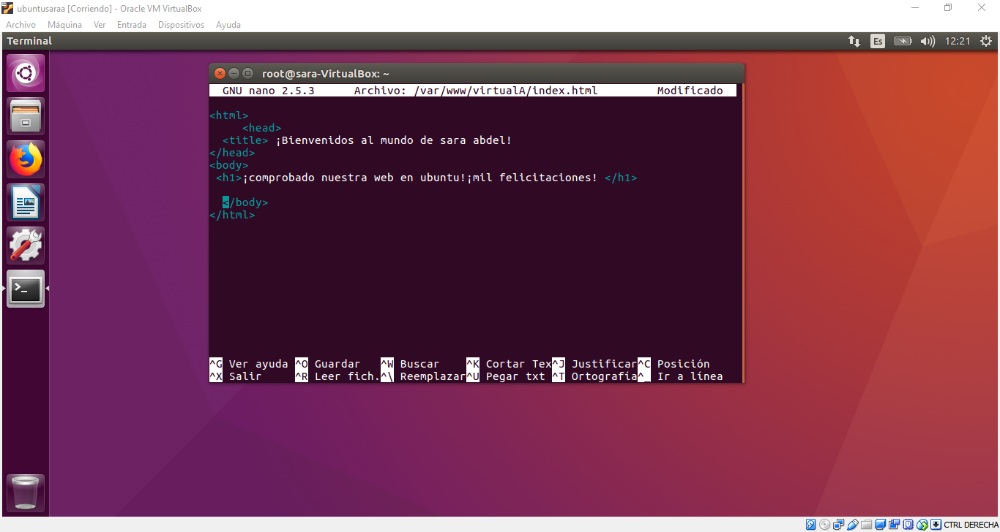 ubuntusaraa [Corriendo] - Oracle VM VirtualBox
Archivo Máquina Ver Entrada Dispositivos Ayuda
Terminal Es 12:21
root@sara-VirtualBox: ~
GNU nano 2.5.3 Archivo: /var/www/virtualA/index.html Modificado
<html>
<head>
<title> ¡Bienvenidos al mundo de sara abdel!
</head>
<body>
<h1>¡comprobado nuestra web en ubuntu!¡mil felicitaciones! </h1>
</body>
</html>
^G Ver ayuda ^O Guardar ^W Buscar ^K Cortar Tex^J Justificar^C Posición
^X Salir ^R Leer fich.^\ Reemplazar^U Pegar txt ^T Ortografía^_ Ir a línea
CTRL DERECHA